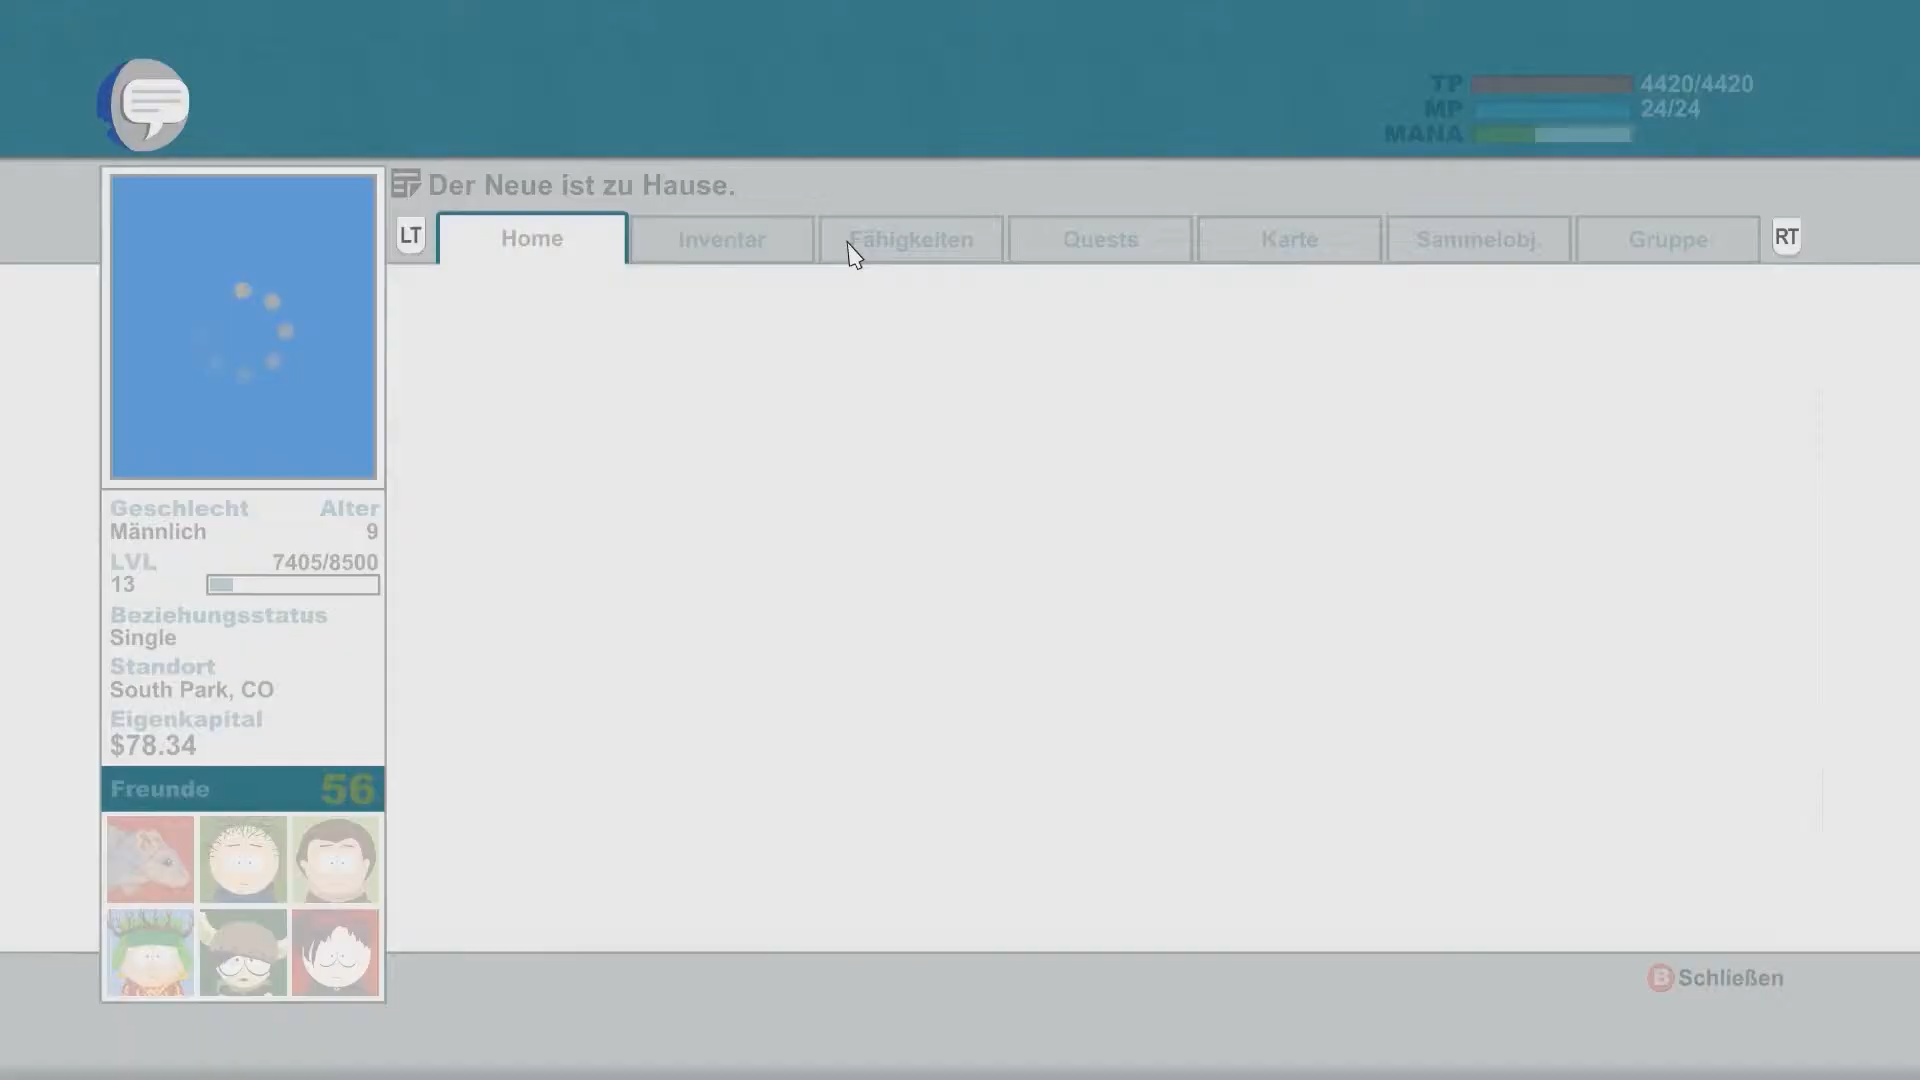 TP 4420/4420
MP 24/24
MANA
Der Neue ist zu Hause.
LT Home Inventar Fähigkeiten Quests Karte Sammelobj. Gruppe RT
Geschlecht Alter
Männlich 9
LVL 7405/8500
13
Beziehungsstatus
Single
Standort
South Park, CO
Eigenkapital
$78.34
Freunde 56
B Schließen